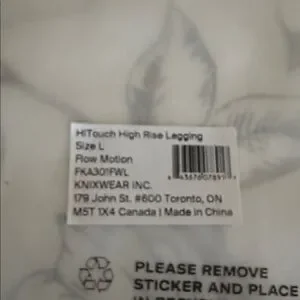 HiTouch High Rise Legging
Size L
Flow Motion
FKA301FWL
KNIXWEAR INC.
179 John St. #600 Toronto, ON
M5T 1X4 Canada | Made in China
PLEASE REMOVE
STICKER AND PLACE